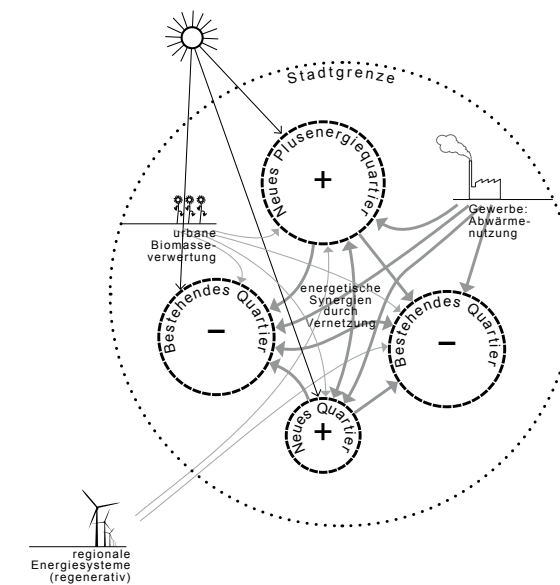 Stadtgrenze
Neues Plusenergiequartier
+
Gewerbe:
Abwärme-
nutzung
urbane
Biomasse-
verwertung
energetische
Synergien
durch
Vernetzung
Bestehendes Quartier
–
Bestehendes Quartier
–
Neues Quartier
+
regionale
Energiesysteme
(regenerativ)